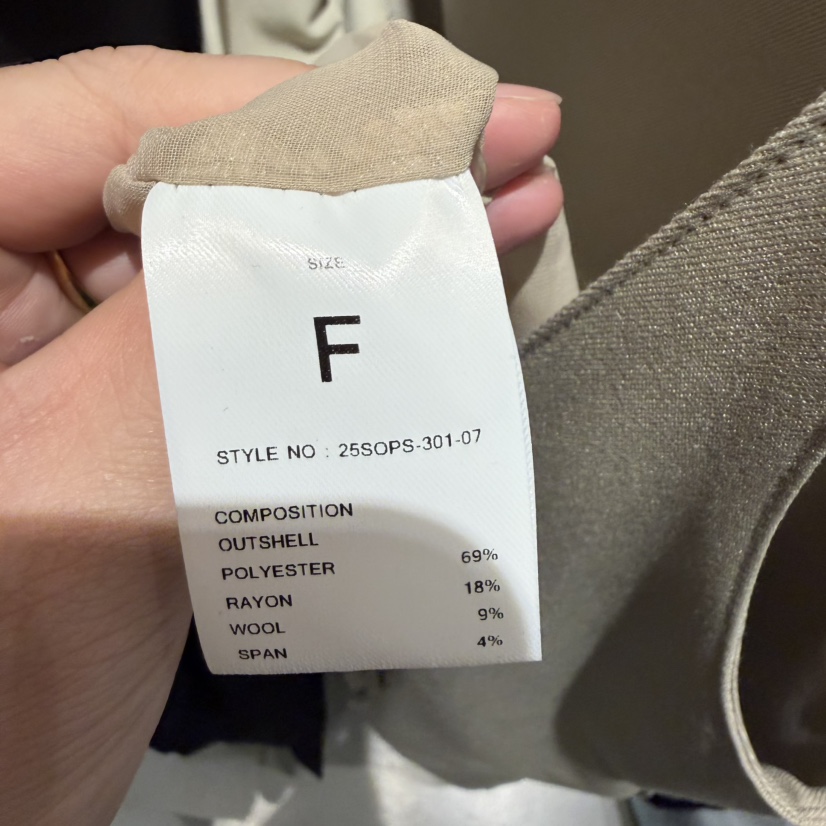 SIZE
F
STYLE NO : 25SOPS-301-07
COMPOSITION
OUTSHELL
POLYESTER 69%
RAYON 18%
WOOL 9%
SPAN 4%